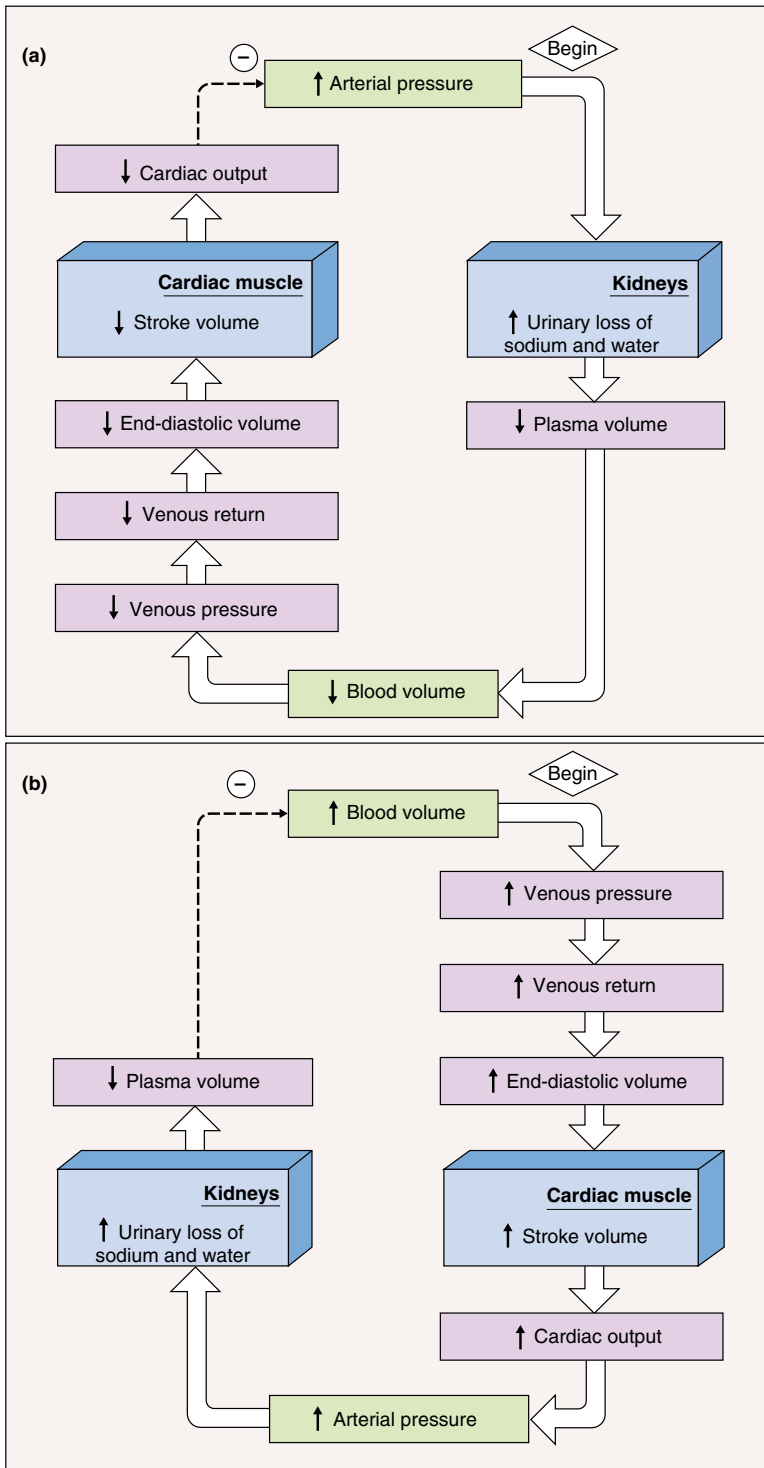 (a)
−
↑ Arterial pressure
Begin
↓ Cardiac output
Cardiac muscle
↓ Stroke volume
Kidneys
↑ Urinary loss of
sodium and water
↓ End-diastolic volume
↓ Plasma volume
↓ Venous return
↓ Venous pressure
↓ Blood volume
(b)
−
↑ Blood volume
Begin
↑ Venous pressure
↑ Venous return
↑ End-diastolic volume
↓ Plasma volume
Kidneys
↑ Urinary loss of
sodium and water
Cardiac muscle
↑ Stroke volume
↑ Cardiac output
↑ Arterial pressure